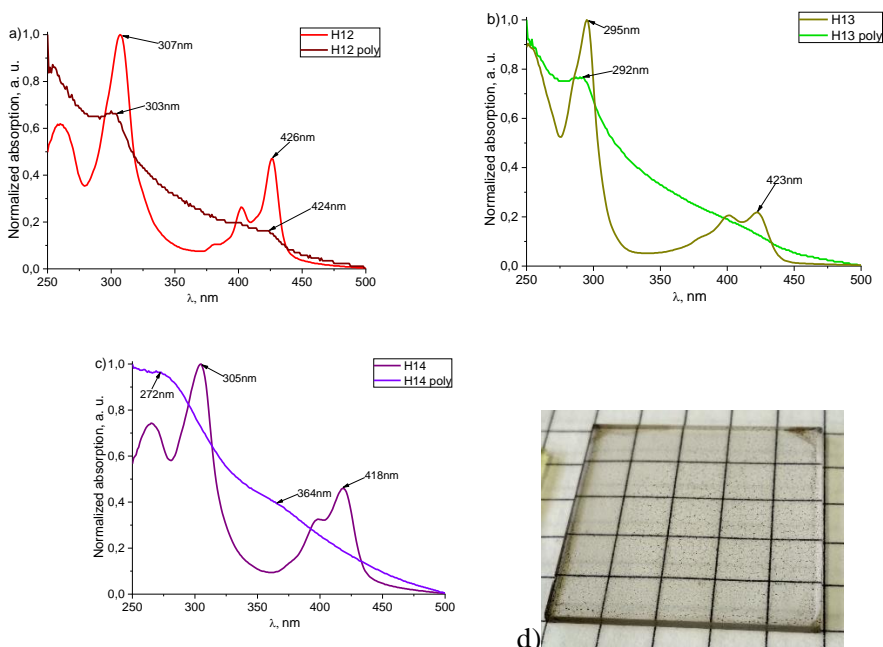 a)
1,0
0,8
0,6
0,4
0,2
0,0
250 300 350 400 450 500
λ, nm
Normalized absorption, a. u.
H12
H12 poly
307nm
303nm
426nm
424nm
b)
1,0
0,8
0,6
0,4
0,2
0,0
250 300 350 400 450 500
λ, nm
Normalized absorption, a. u.
H13
H13 poly
295nm
292nm
423nm
c)
1,0
0,8
0,6
0,4
0,2
0,0
250 300 350 400 450 500
λ, nm
Normalized absorption, a. u.
H14
H14 poly
305nm
272nm
364nm
418nm
d)